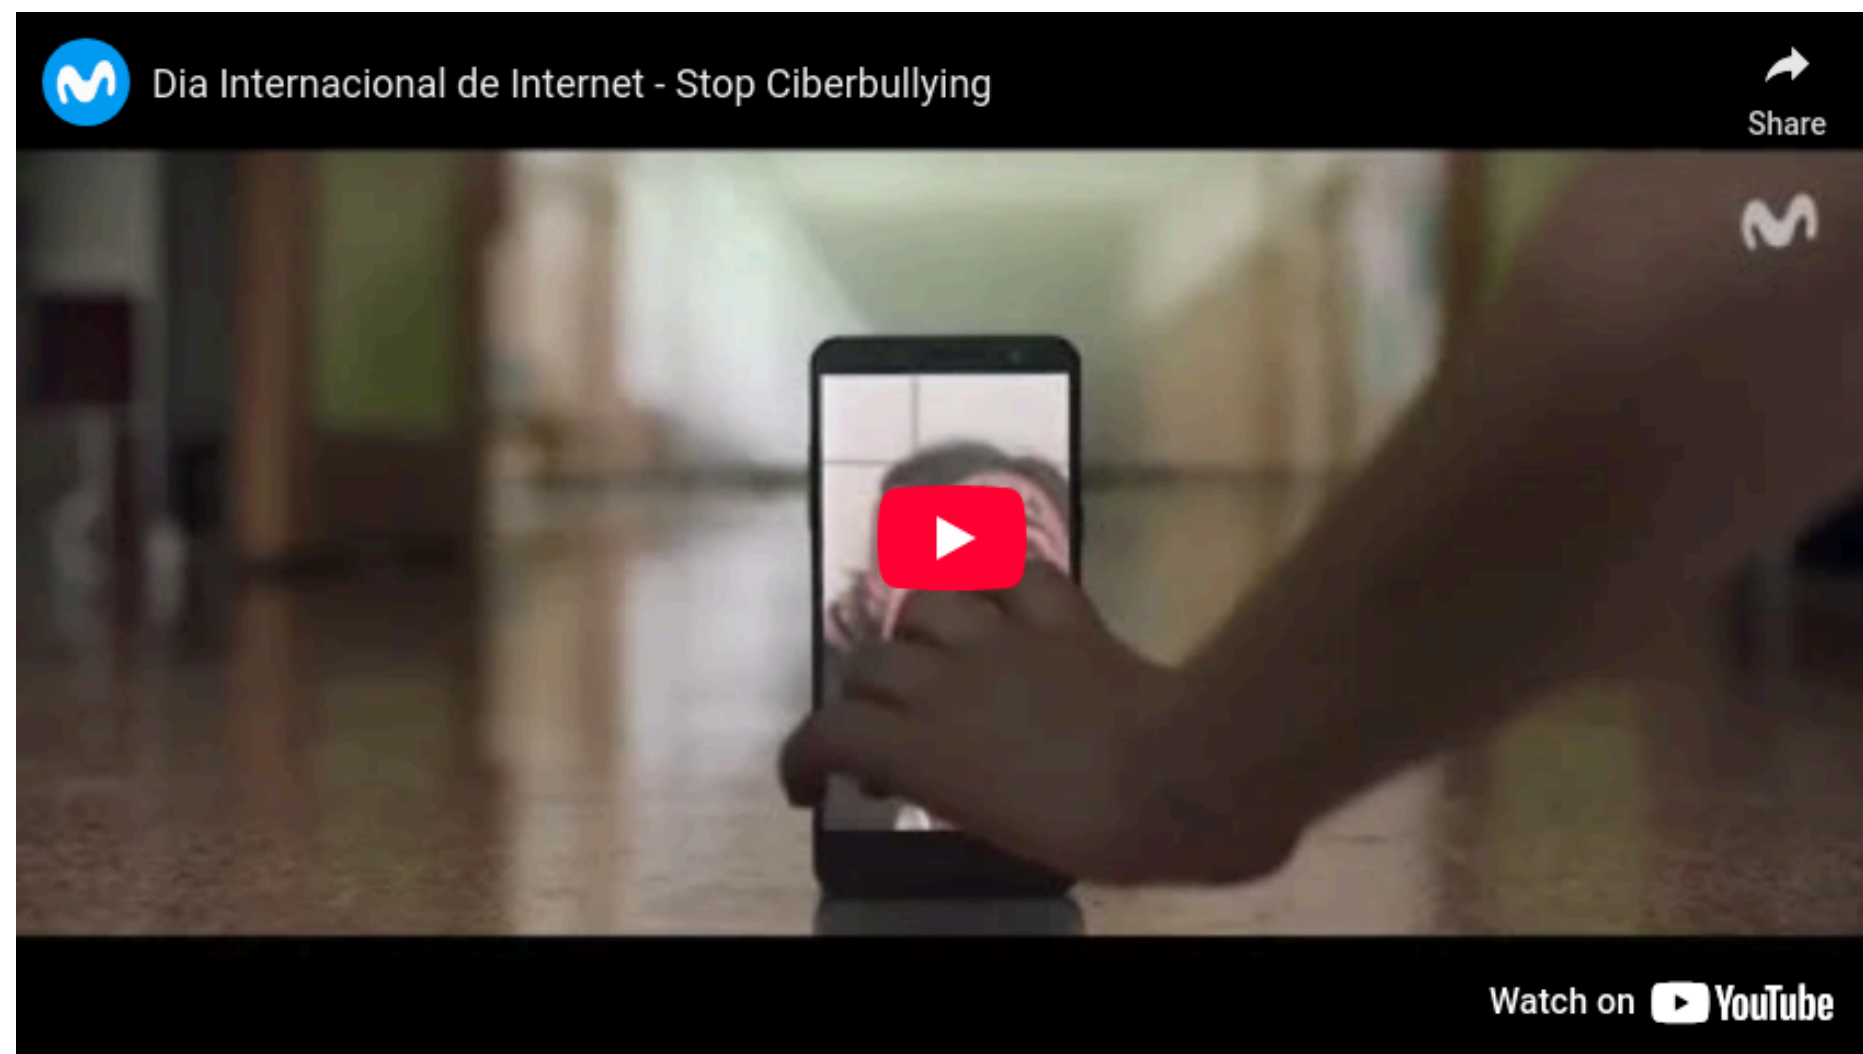 Dia Internacional de Internet - Stop Ciberbullying
Share
Watch on YouTube